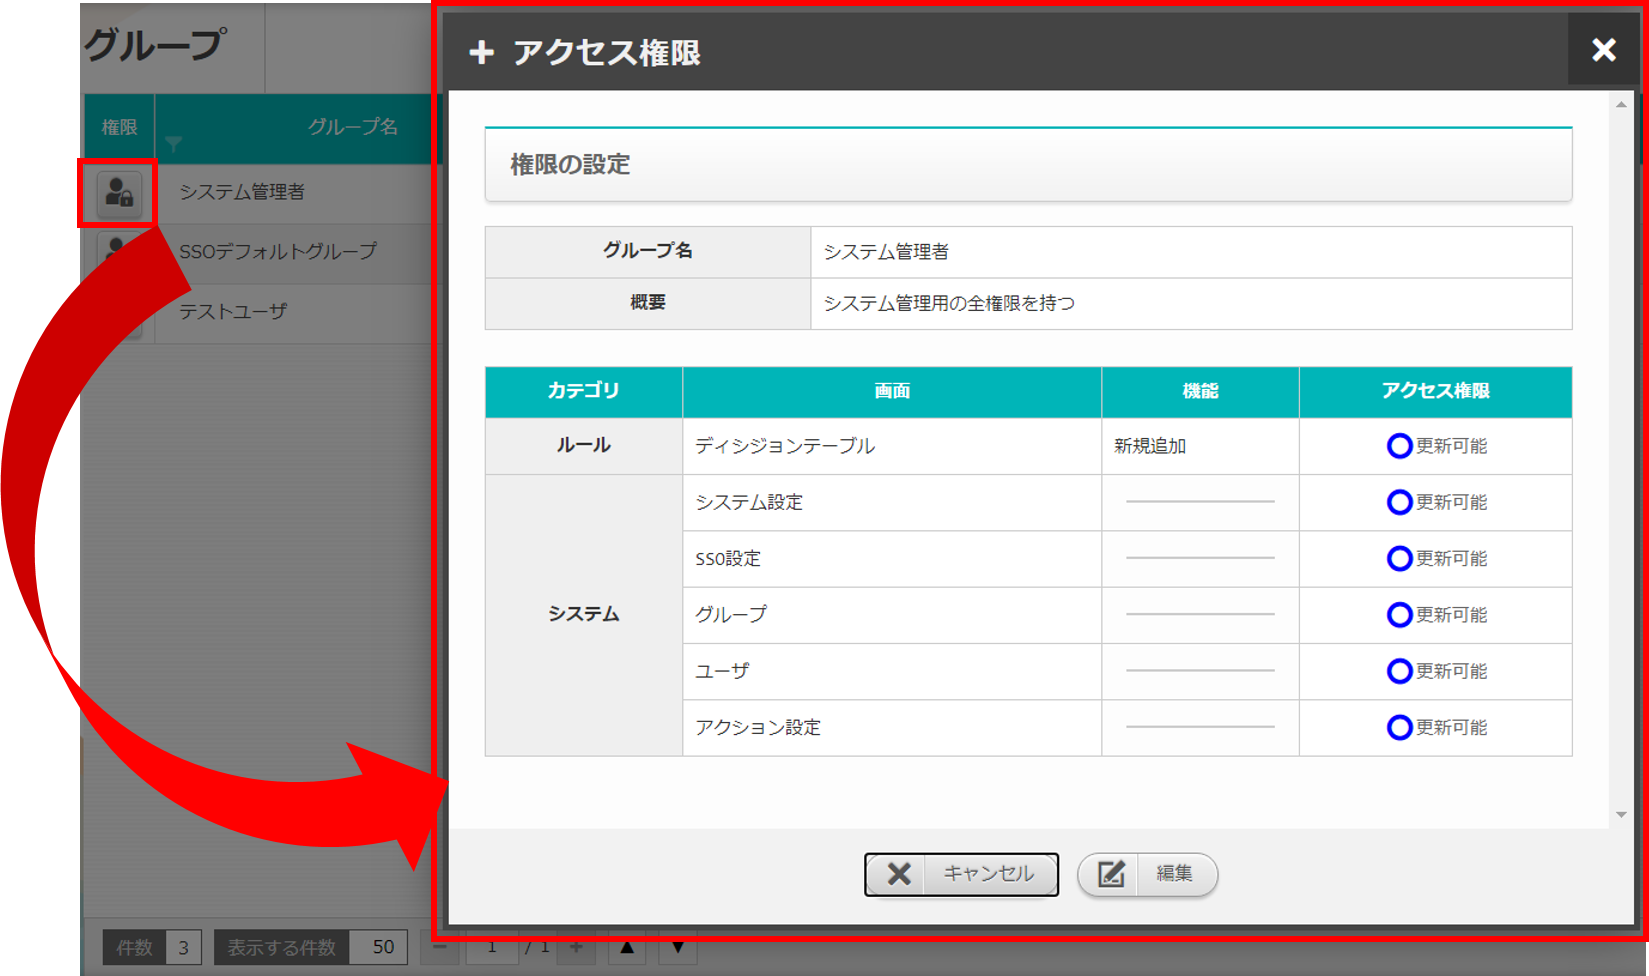 グループ
権限
グループ名
システム管理者
SSOデフォルトグループ
テストユーザ
件数 3 表示する件数 50 − 1 / 1 + ▲ ▼
+ アクセス権限 ×
権限の設定
グループ名 システム管理者
概要 システム管理用の全権限を持つ
カテゴリ 画面 機能 アクセス権限
ルール ディシジョンテーブル 新規追加 更新可能
システム設定 更新可能
SSO設定 更新可能
システム グループ 更新可能
ユーザ 更新可能
アクション設定 更新可能
キャンセル 編集